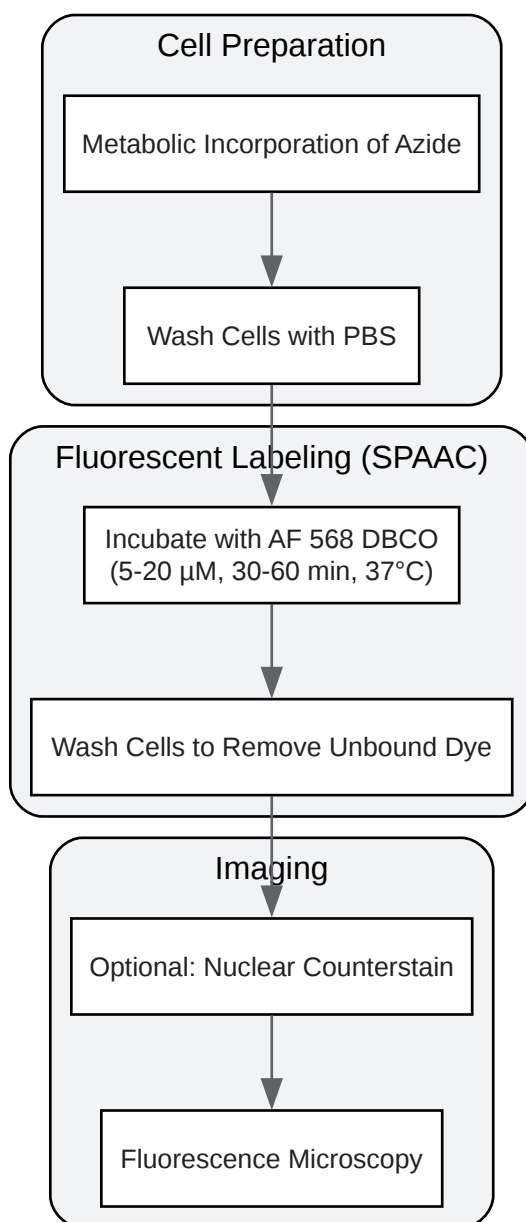 Cell Preparation
Metabolic Incorporation of Azide
Wash Cells with PBS
Fluorescent Labeling (SPAAC)
Incubate with AF 568 DBCO
(5-20 µM, 30-60 min, 37°C)
Wash Cells to Remove Unbound Dye
Imaging
Optional: Nuclear Counterstain
Fluorescence Microscopy